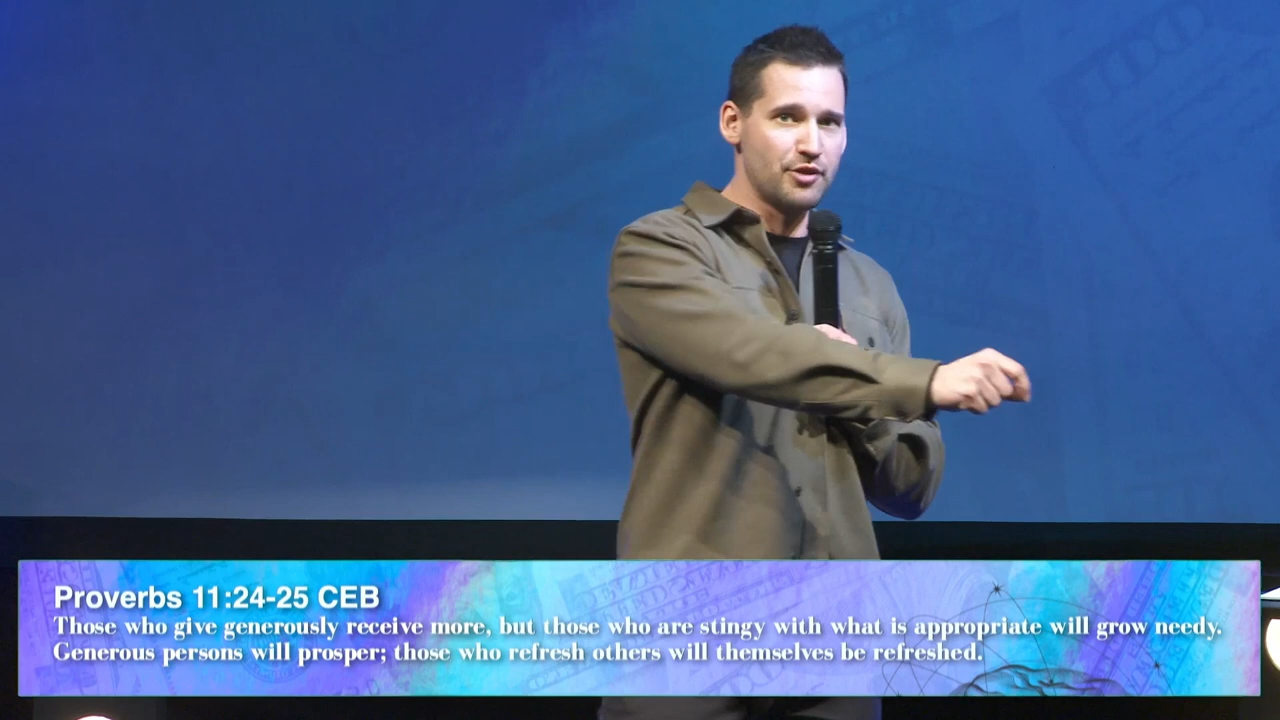 Proverbs 11:24-25 CEB
Those who give generously receive more, but those who are stingy with what is appropriate will grow needy.
Generous persons will prosper; those who refresh others will themselves be refreshed.